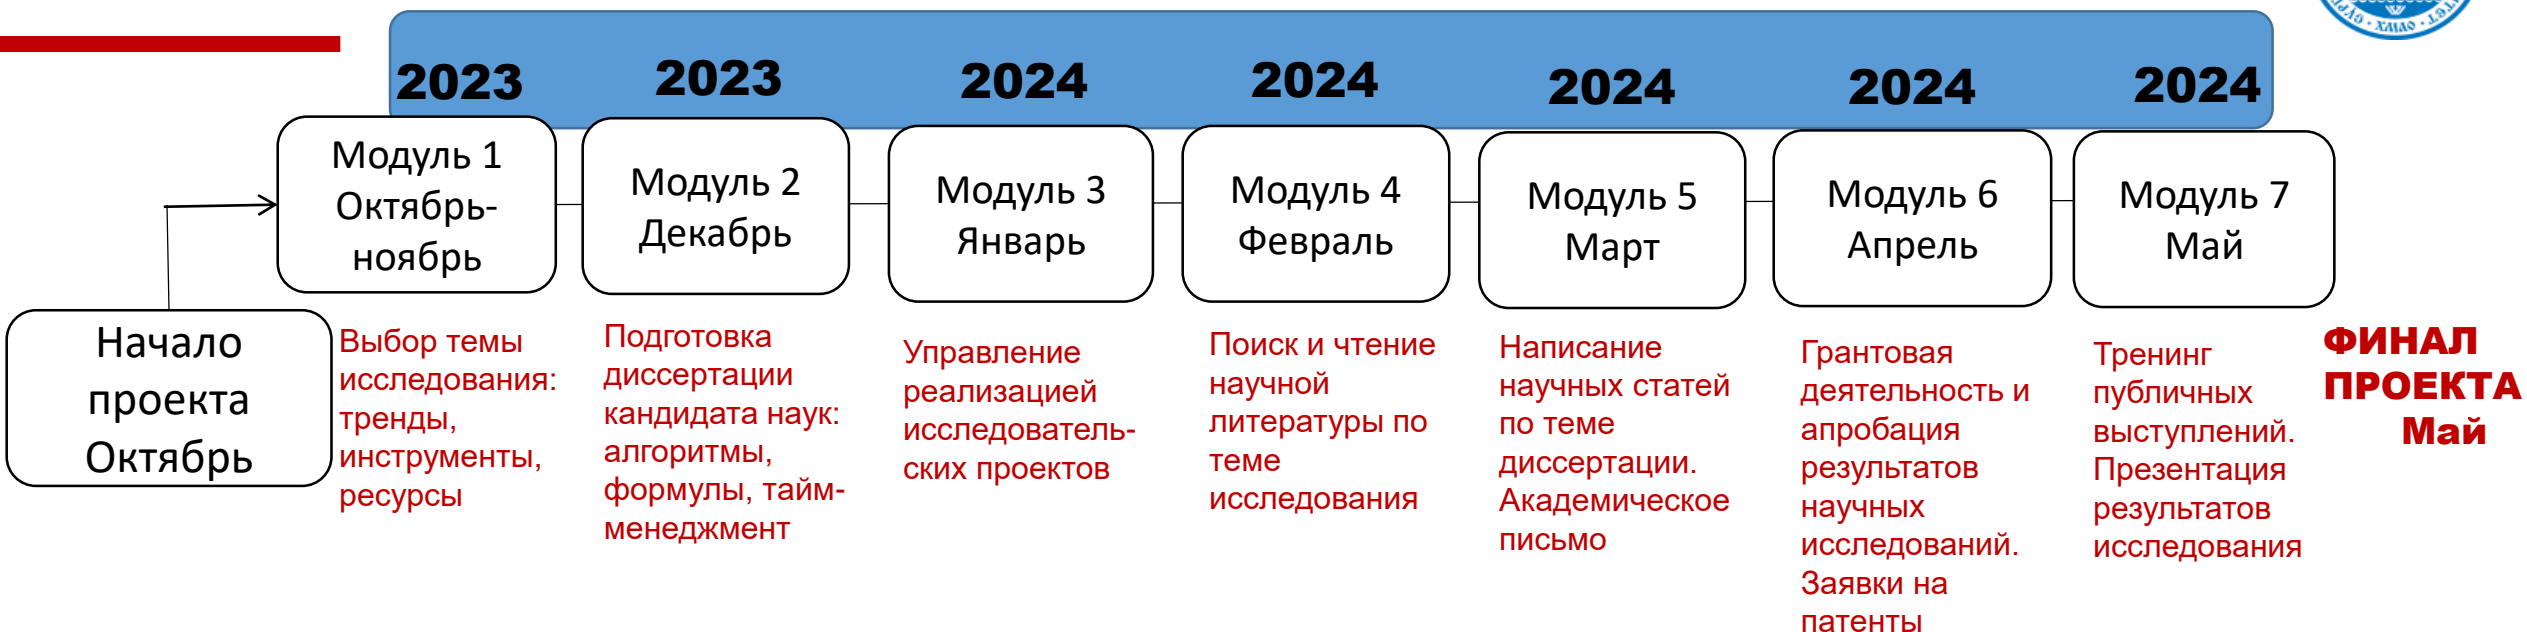 2023
2023
2024
2024
2024
2024
2024
Модуль 1
Октябрь-
ноябрь
Модуль 2
Декабрь
Модуль 3
Январь
Модуль 4
Февраль
Модуль 5
Март
Модуль 6
Апрель
Модуль 7
Май
Начало
проекта
Октябрь
Выбор темы
исследования:
тренды,
инструменты,
ресурсы
Подготовка
диссертации
кандидата наук:
алгоритмы,
формулы, тайм-
менеджмент
Управление
реализацией
исследователь-
ских проектов
Поиск и чтение
научной
литературы по
теме
исследования
Написание
научных статей
по теме
диссертации.
Академическое
письмо
Грантовая
деятельность и
апробация
результатов
научных
исследований.
Заявки на
патенты
Тренинг
публичных
выступлений.
Презентация
результатов
исследования
ФИНАЛ
ПРОЕКТА
Май